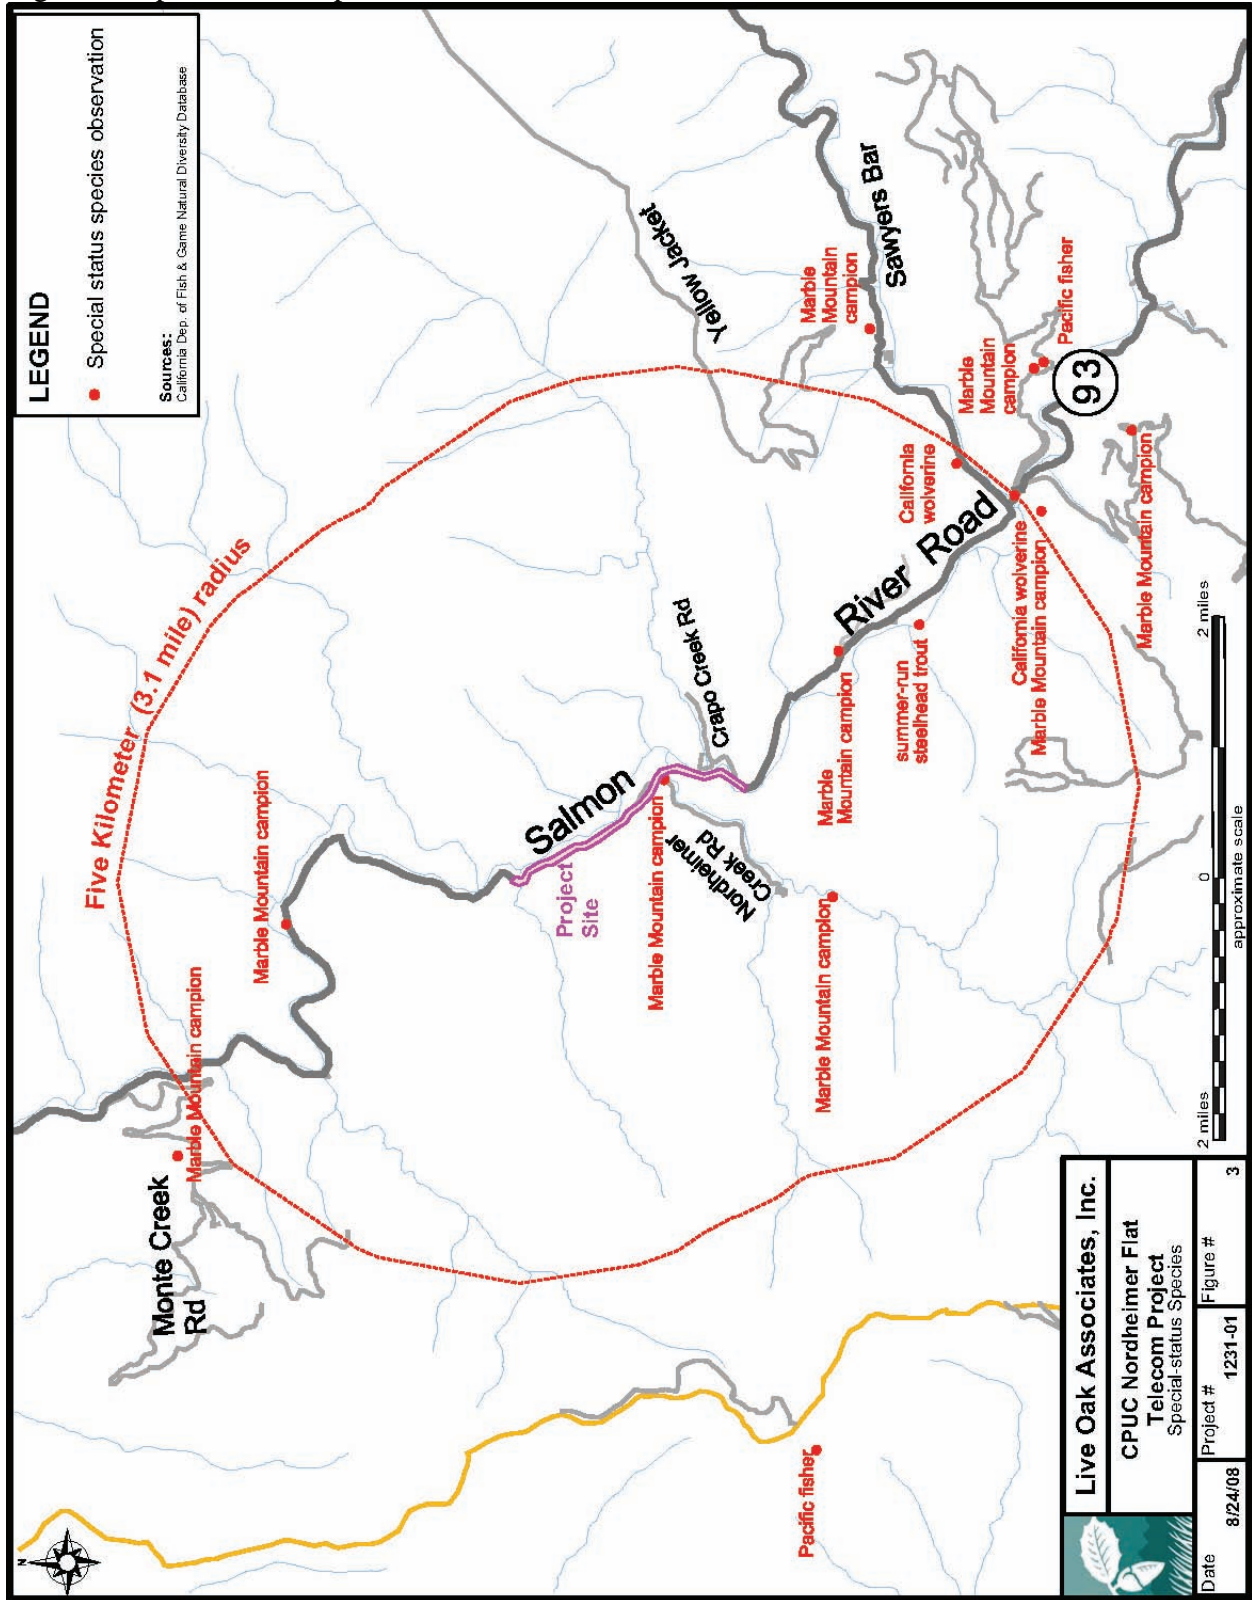 LEGEND
Special status species observation
Sources:
California Dep. of Fish & Game Natural Diversity Database
N
Five Kilometer (3.1 mile) radius
Monte Creek
Rd
Marble Mountain campion
Marble Mountain campion
Salmon
Project
Site
Marble Mountain campion
Nordheimer
Creek Rd
Crapo Creek Rd
Yellow Jacket
Marble
Mountain
campion
Sawyers Bar
Pacific fisher
Marble Mountain campion
Marble
Mountain campion
River Road
summer-run
steelhead trout
California
wolverine
Marble
Mountain
campion
Pacific fisher
93
California wolverine
Marble Mountain campion
Marble Mountain campion
2 miles
0
2 miles
approximate scale
Live Oak Associates, Inc.
CPUC Nordheimer Flat
Telecom Project
Special-status Species
Date
Project #
Figure #
8/24/08
1231-01
3